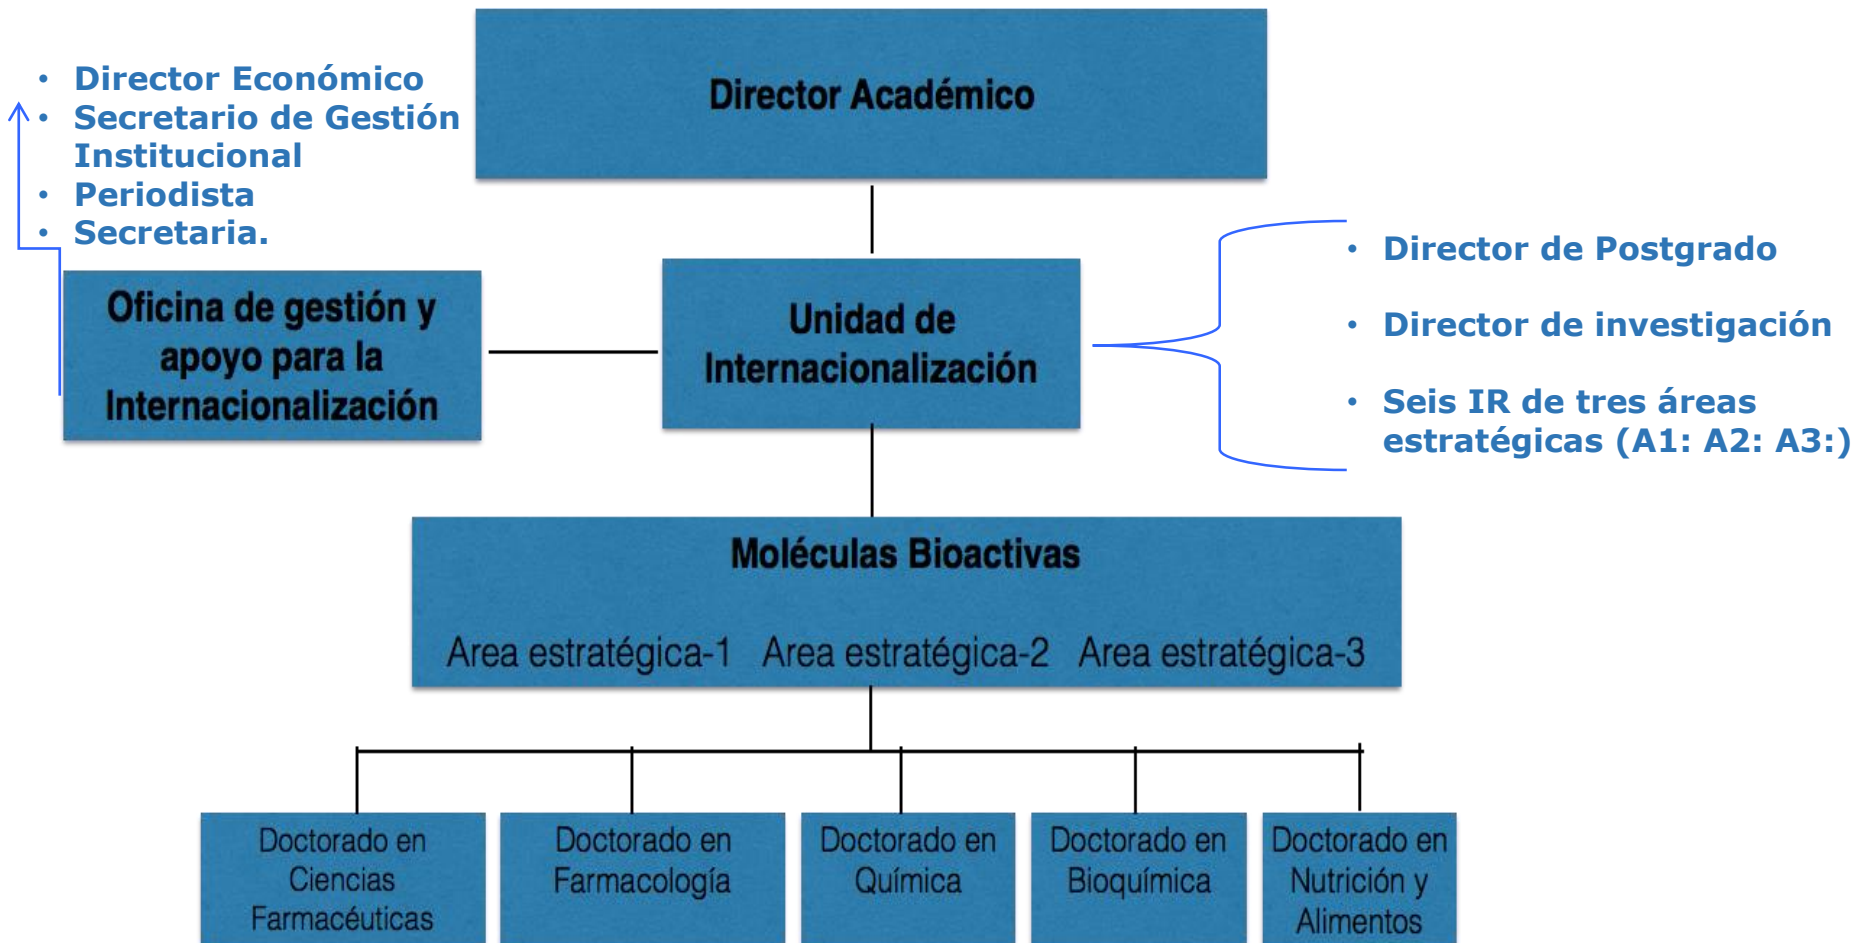 Director Académico
• Director Económico
• Secretario de Gestión
Institucional
• Periodista
• Secretaria.
Oficina de gestión y
apoyo para la
Internacionalización
Unidad de
Internacionalización
• Director de Postgrado
• Director de investigación
• Seis IR de tres áreas
estratégicas (A1: A2: A3:)
Moléculas Bioactivas
Area estratégica-1 Area estratégica-2 Area estratégica-3
Doctorado en
Ciencias
Farmacéuticas
Doctorado en
Farmacología
Doctorado en
Química
Doctorado en
Bioquímica
Doctorado en
Nutrición y
Alimentos